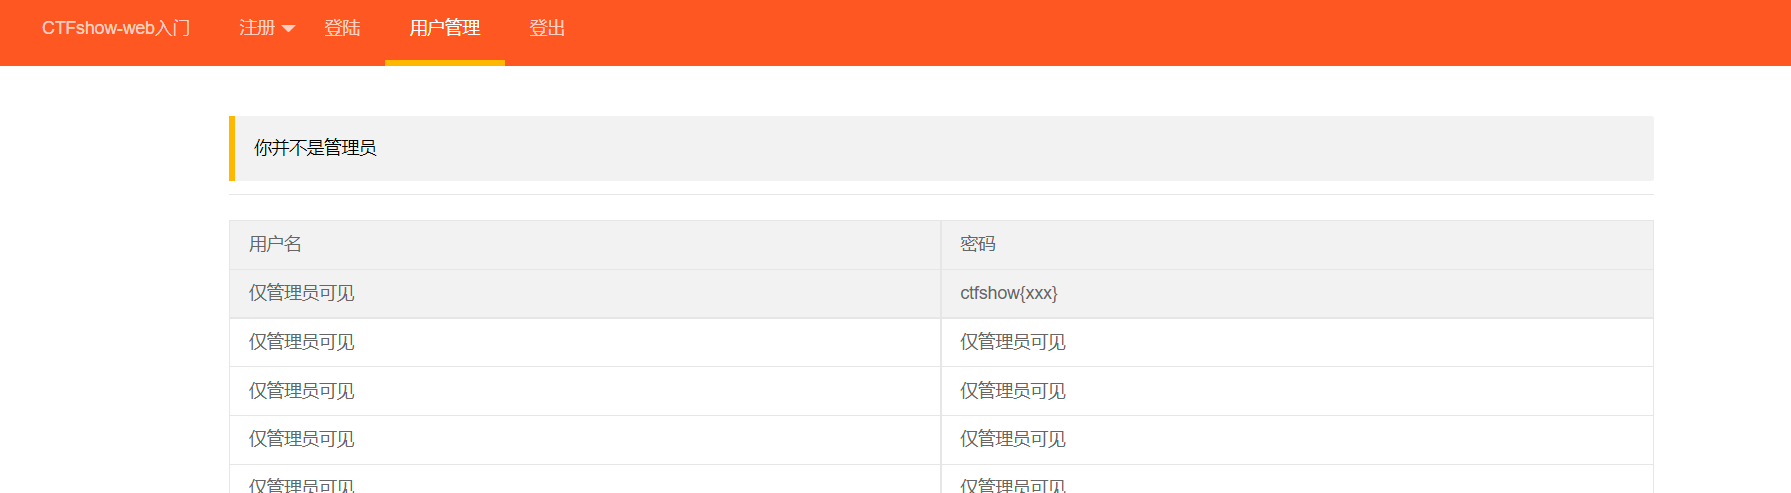 CTFshow-web入门 注册 登陆 用户管理 登出
你并不是管理员
用户名 密码
仅管理员可见 ctfshow{xxx}
仅管理员可见 仅管理员可见
仅管理员可见 仅管理员可见
仅管理员可见 仅管理员可见
仅管理员可见 仅管理员可见